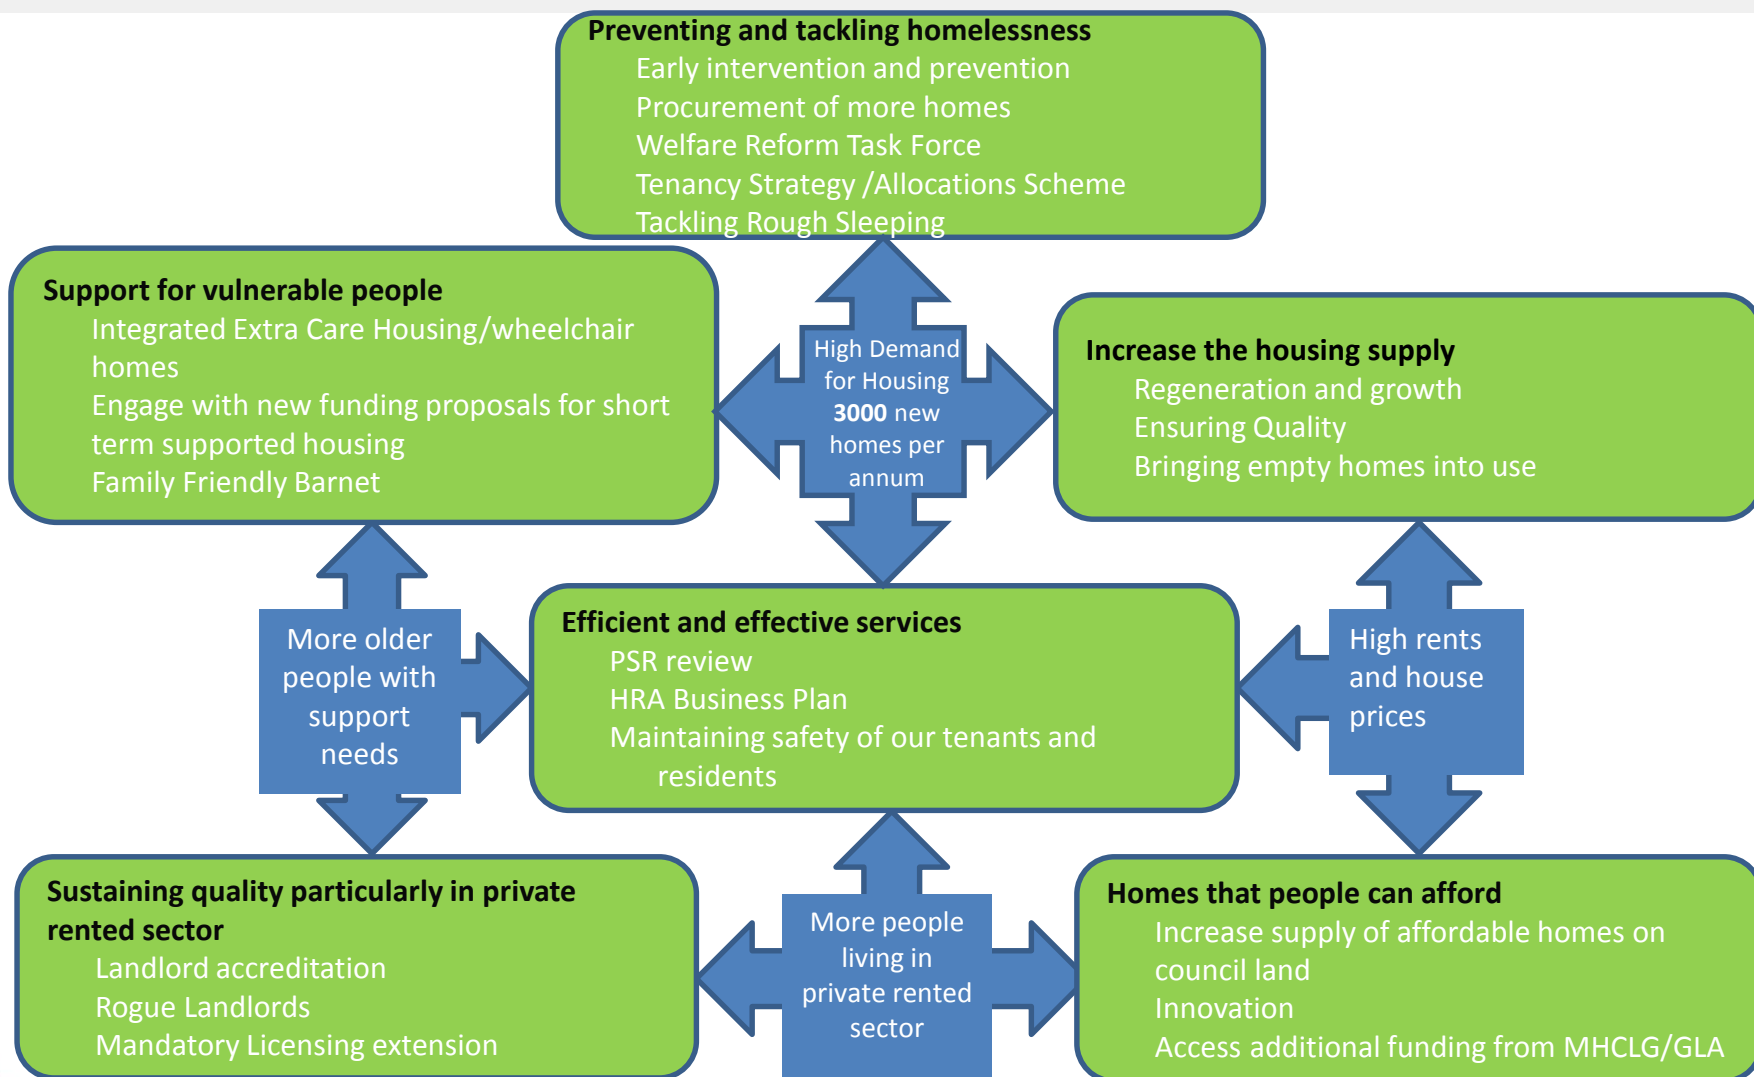 Preventing and tackling homelessness
Early intervention and prevention
Procurement of more homes
Welfare Reform Task Force
Tenancy Strategy /Allocations Scheme
Tackling Rough Sleeping
Support for vulnerable people
Integrated Extra Care Housing/wheelchair
homes
Engage with new funding proposals for short
term supported housing
Family Friendly Barnet
High Demand
for Housing
3000 new
homes per
annum
Increase the housing supply
Regeneration and growth
Ensuring Quality
Bringing empty homes into use
More older
people with
support
needs
Efficient and effective services
PSR review
HRA Business Plan
Maintaining safety of our tenants and
residents
High rents
and house
prices
Sustaining quality particularly in private
rented sector
Landlord accreditation
Rogue Landlords
Mandatory Licensing extension
More people
living in
private rented
sector
Homes that people can afford
Increase supply of affordable homes on
council land
Innovation
Access additional funding from MHCLG/GLA